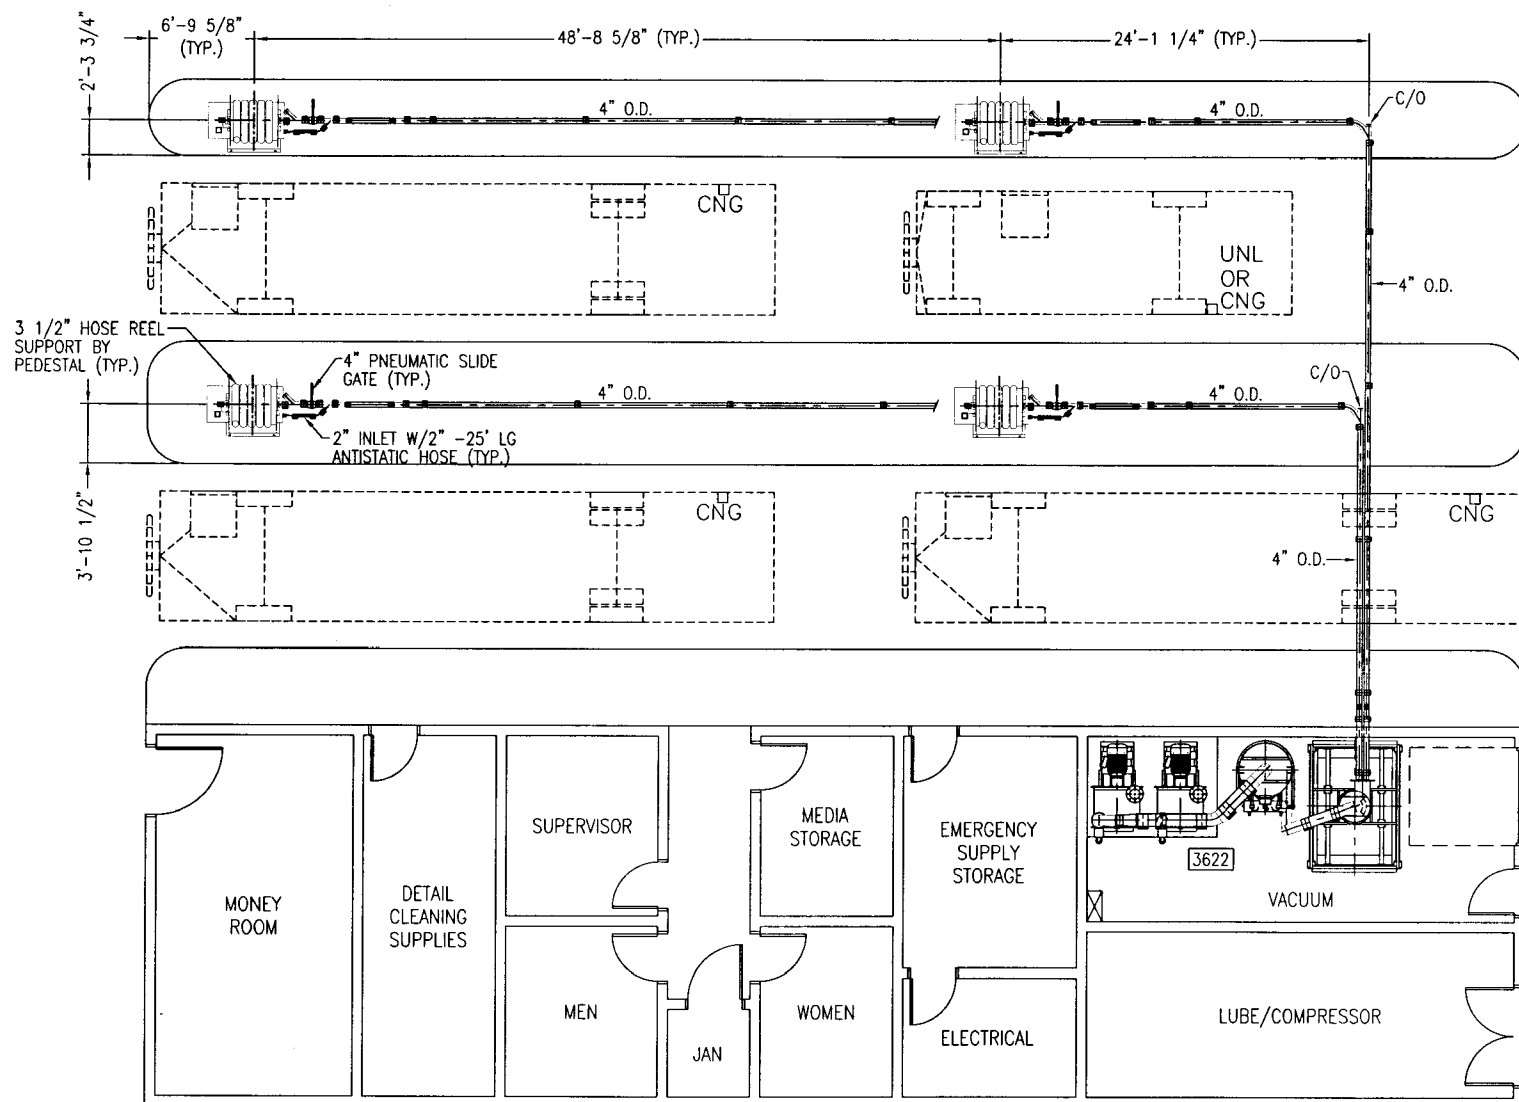 6'-9 5/8"
(TYP.)
48'-8 5/8" (TYP.)
24'-1 1/4" (TYP.)
2'-3 3/4"
4" O.D.
4" O.D.
C/O
CNG
UNL
OR
CNG
4" O.D.
3 1/2" HOSE REEL
SUPPORT BY
PEDESTAL (TYP.)
4" PNEUMATIC SLIDE
GATE (TYP.)
4" O.D.
4" O.D.
C/O
2" INLET W/2" -25' LG
ANTISTATIC HOSE (TYP.)
3'-10 1/2"
CNG
CNG
4" O.D.
MONEY
ROOM
DETAIL
CLEANING
SUPPLIES
SUPERVISOR
MEN
JAN
MEDIA
STORAGE
WOMEN
EMERGENCY
SUPPLY
STORAGE
ELECTRICAL
3622
VACUUM
LUBE/COMPRESSOR